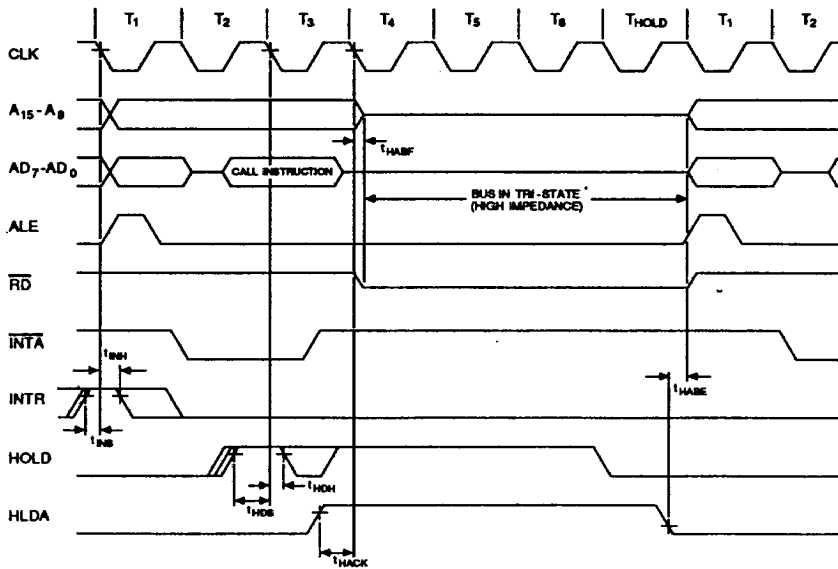 T1 T2 T3 T4 T5 T6 THOLD T1 T2
CLK
A15-A8
tHABF
AD7-AD0 CALL INSTRUCTION
BUS IN TRI-STATE*
(HIGH IMPEDANCE)
ALE
RD
INTA
tINH
tHABE
INTR
tINS
HOLD
tHDH
tHDS
HLDA
tHACK